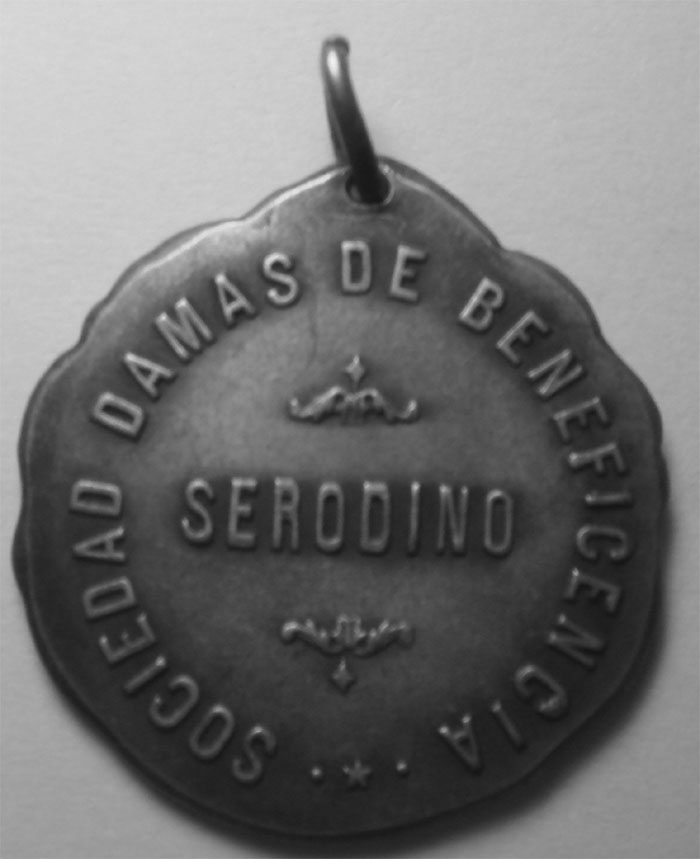 SOCIEDAD DAMAS DE BENEFICENCIA
SERODINO